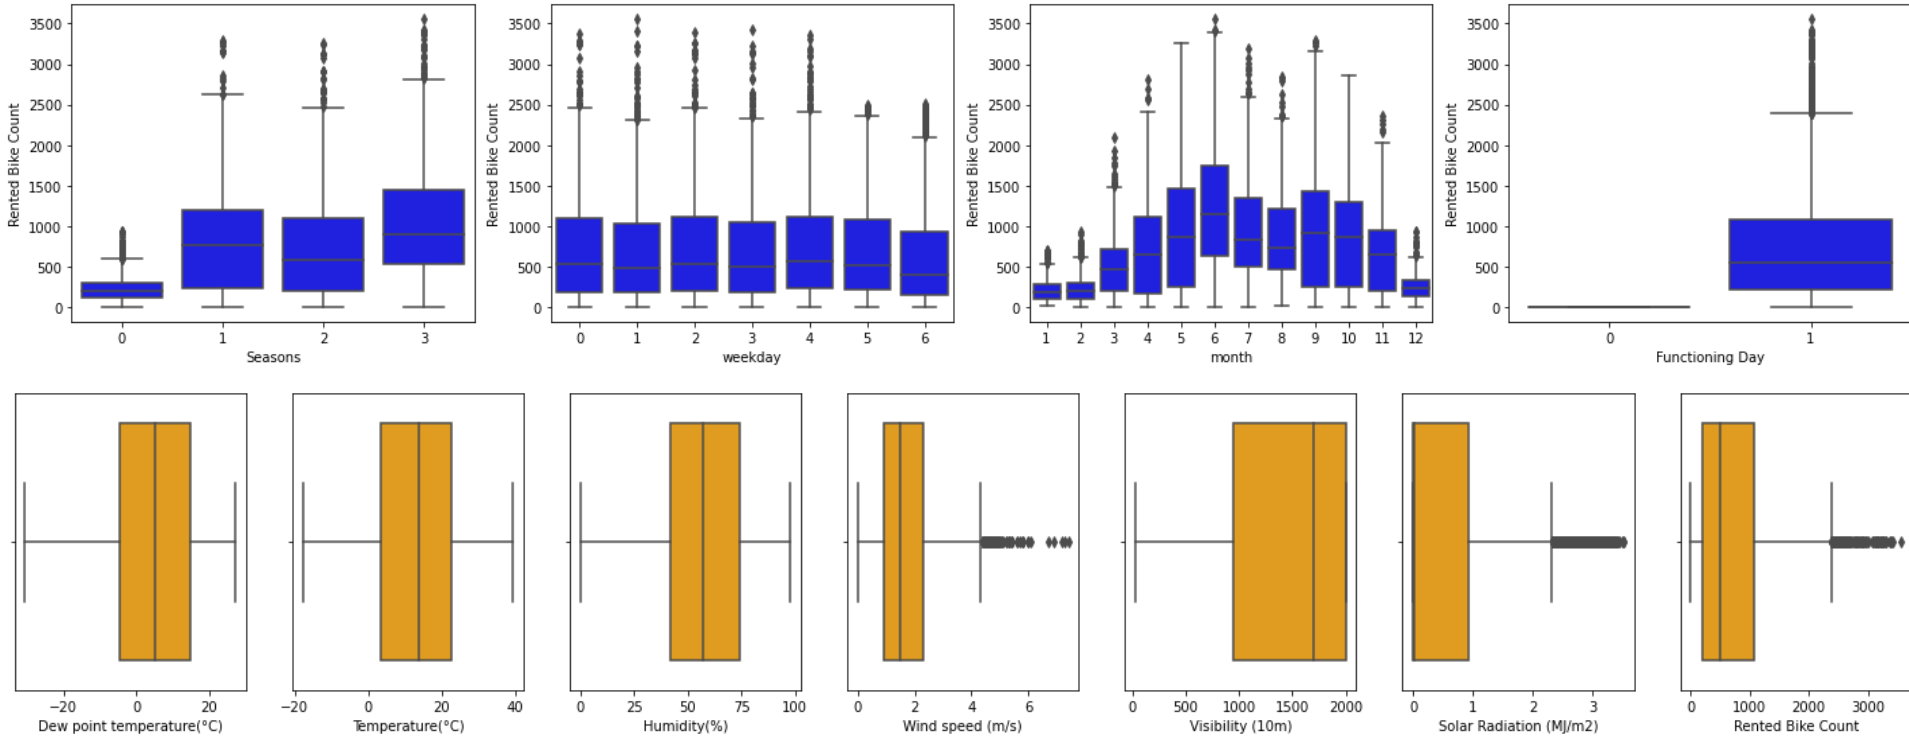 3500
3000
2500
2000
1500
1000
500
0
Rented Bike Count
0 1 2 3
Seasons
3500
3000
2500
2000
1500
1000
500
0
Rented Bike Count
0 1 2 3 4 5 6
weekday
3500
3000
2500
2000
1500
1000
500
0
Rented Bike Count
1 2 3 4 5 6 7 8 9 10 11 12
month
3500
3000
2500
2000
1500
1000
500
0
Rented Bike Count
0 1
Functioning Day
−20 0 20
Dew point temperature(°C)
−20 0 20 40
Temperature(°C)
0 25 50 75 100
Humidity(%)
0 2 4 6
Wind speed (m/s)
0 500 1000 1500 2000
Visibility (10m)
0 1 2 3
Solar Radiation (MJ/m2)
0 1000 2000 3000
Rented Bike Count